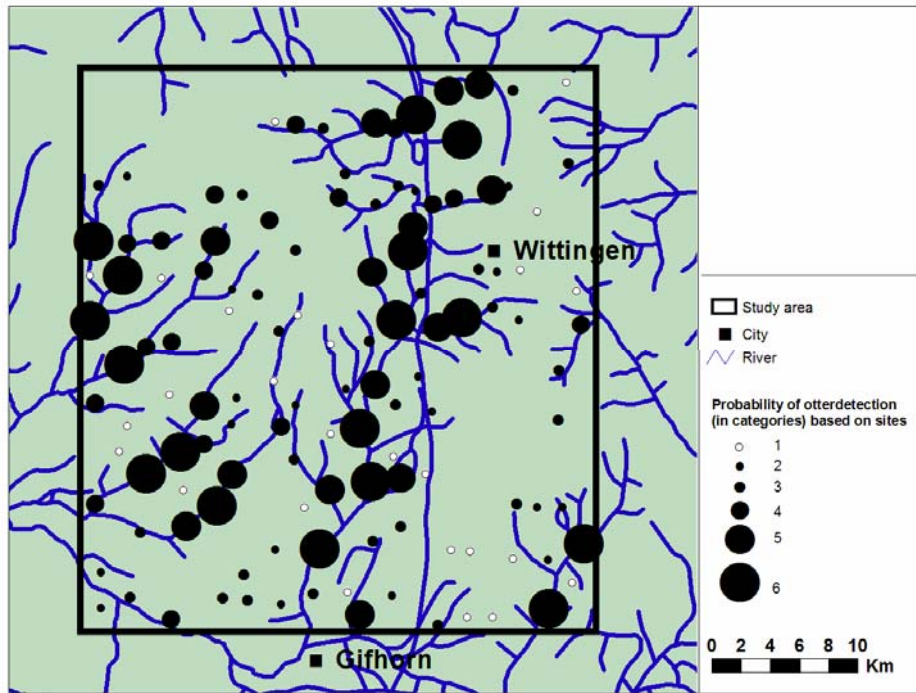 Wittingen
Gifhorn
Study area
City
River
Probability of otterdetection
(in categories) based on sites
1
2
3
4
5
6
0 2 4 6 8 10
Km